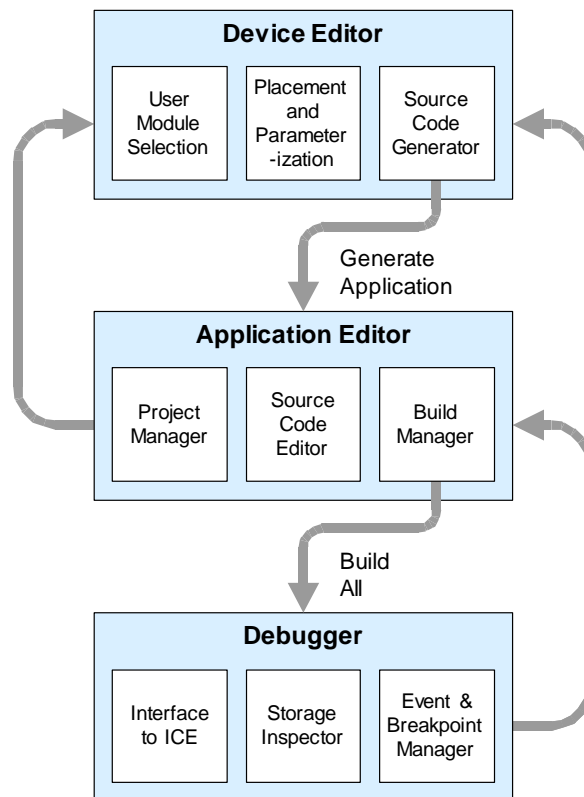 Device Editor
User
Module
Selection
Placement
and
Parameter
-ization
Source
Code
Generator
Generate
Application
Application Editor
Project
Manager
Source
Code
Editor
Build
Manager
Build
All
Debugger
Interface
to ICE
Storage
Inspector
Event &
Breakpoint
Manager